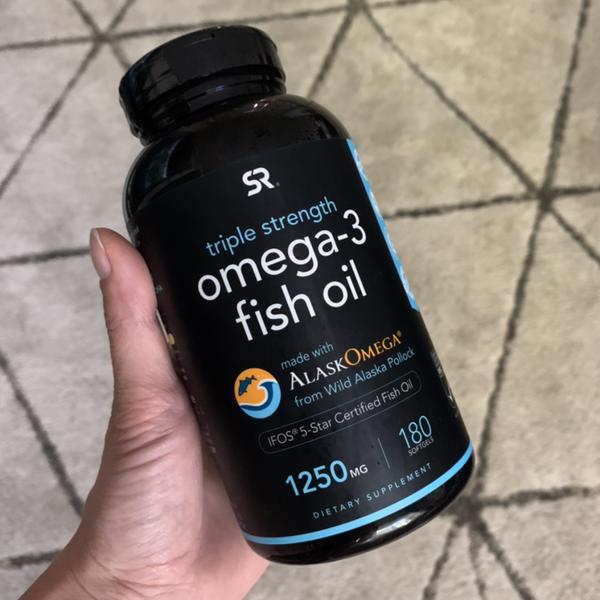 SR®
triple strength
omega-3
fish oil
made with
ALASKOMEGA®
from Wild Alaska Pollock
IFOS® 5-Star Certified Fish Oil
1250 MG
180
SOFTGELS
DIETARY SUPPLEMENT